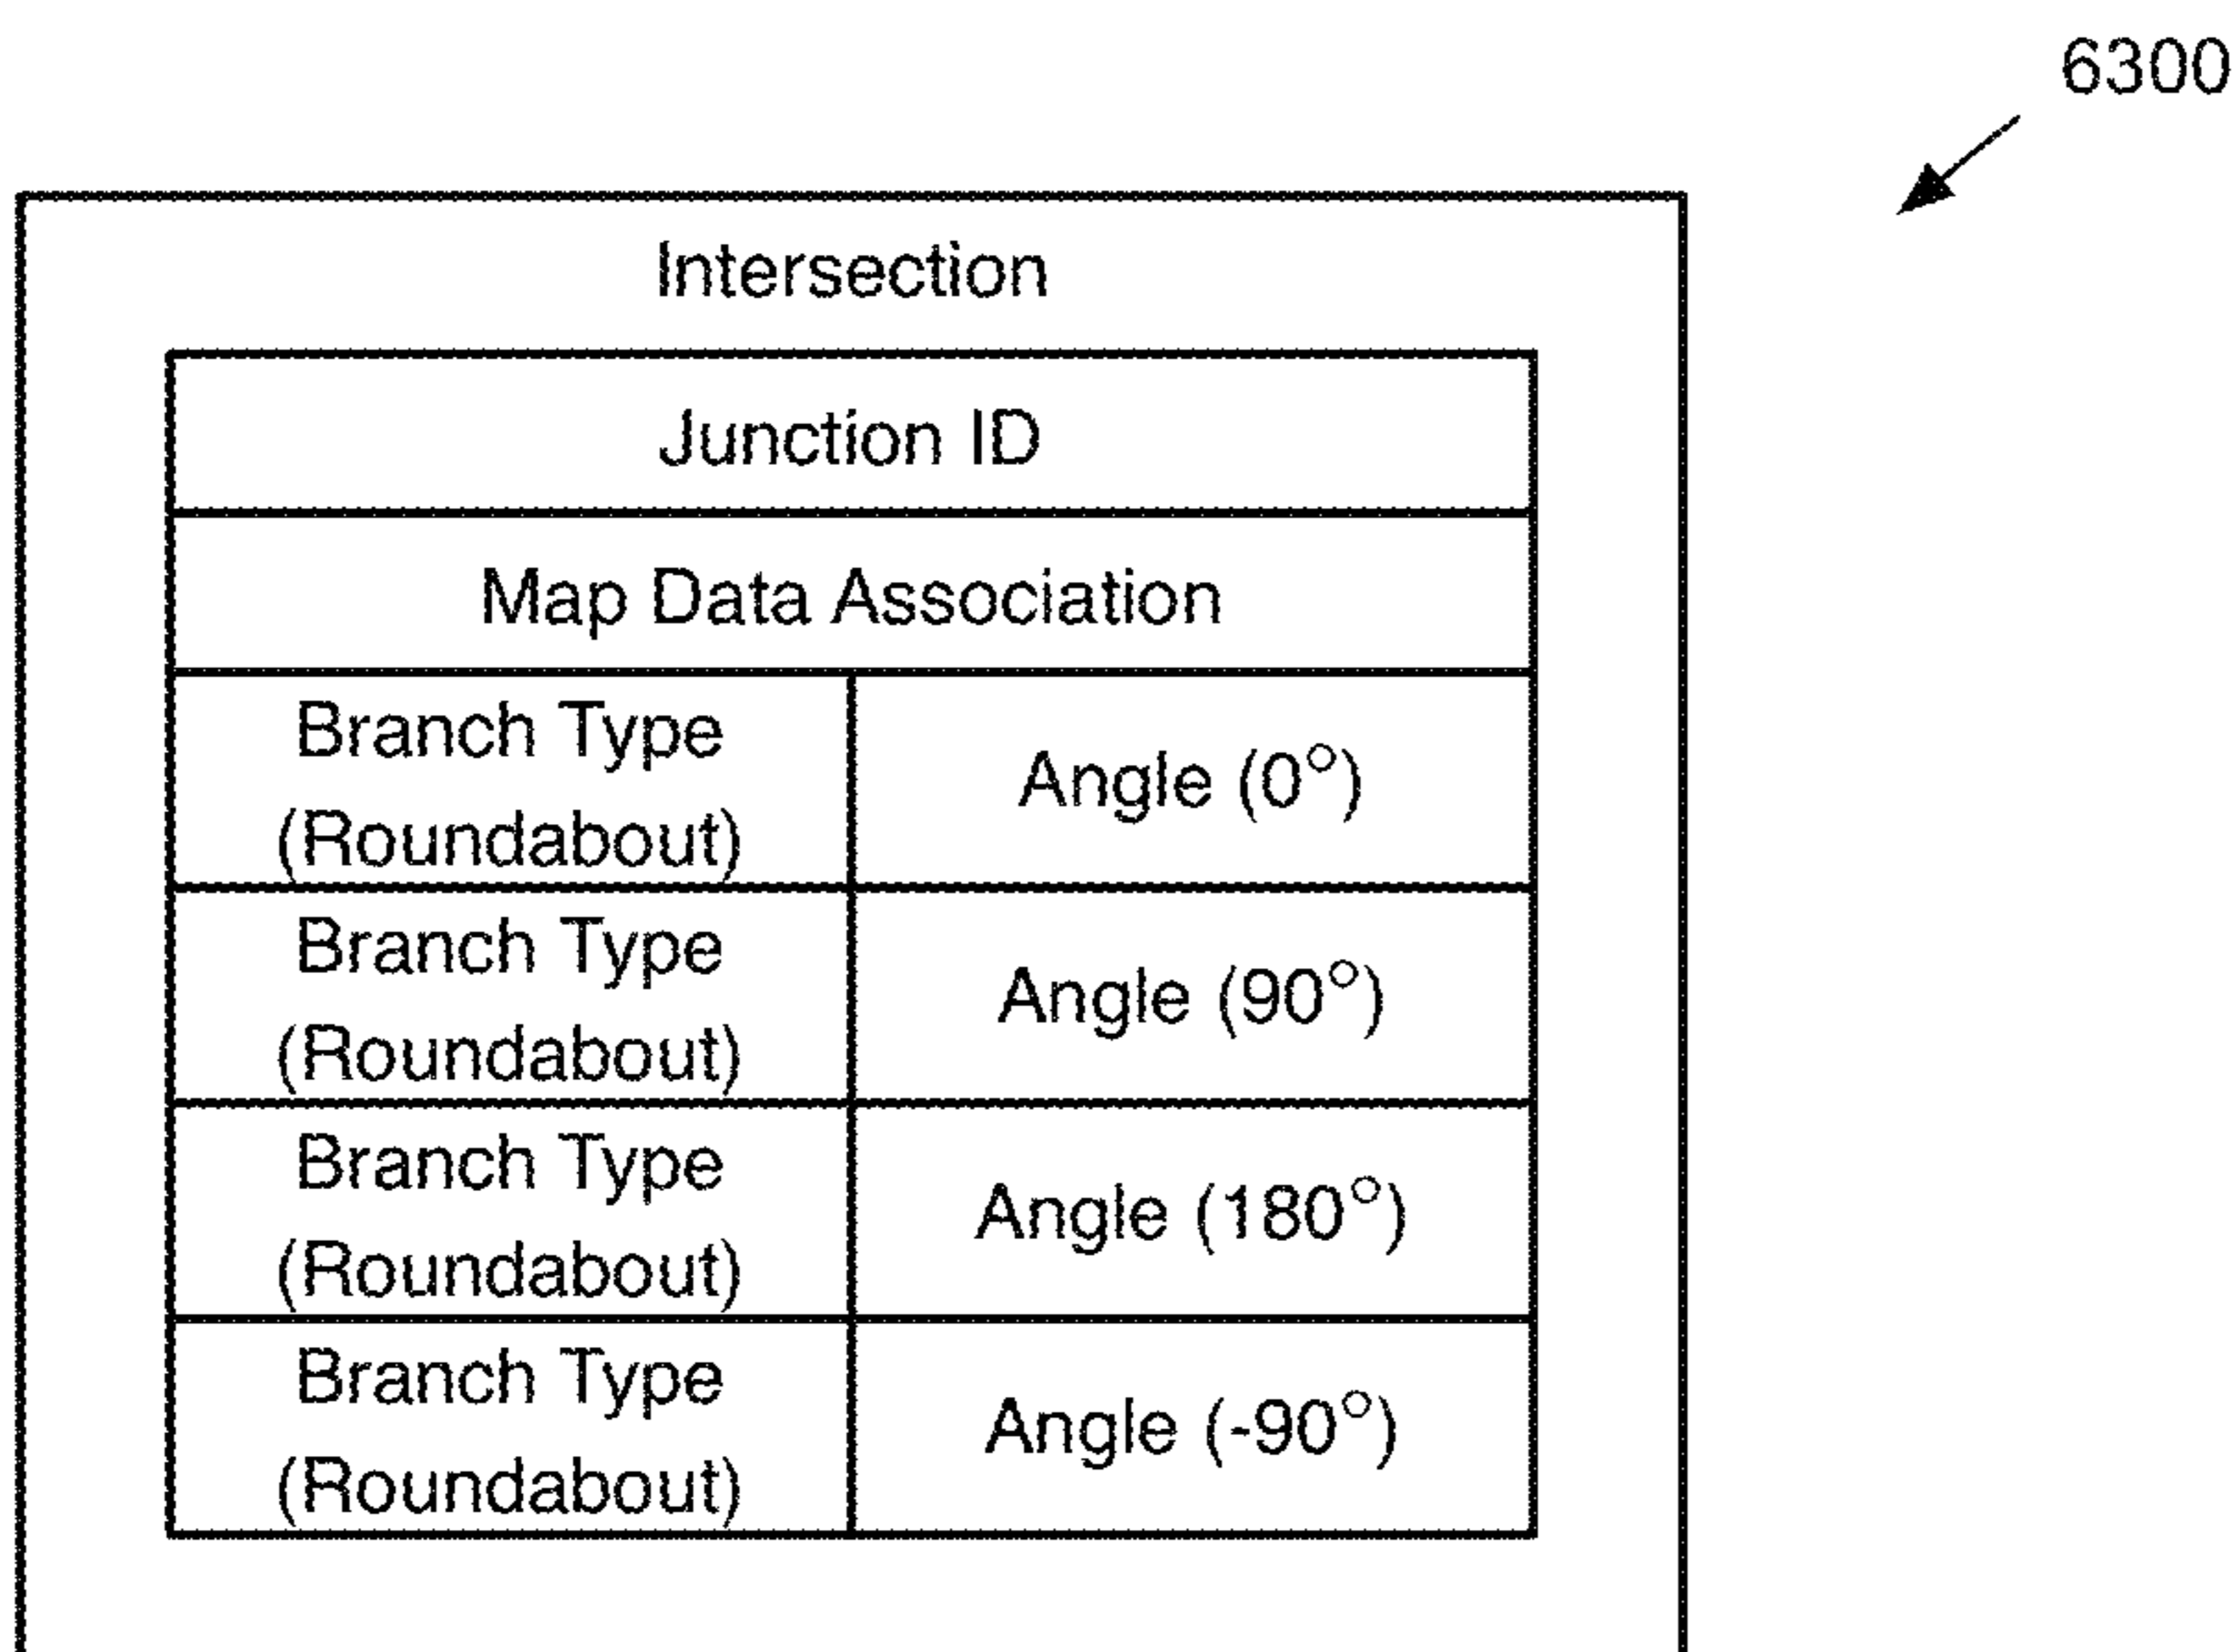 6300
Intersection
Junction ID
Map Data Association
Branch Type
(Roundabout)
Angle (0°)
Branch Type
(Roundabout)
Angle (90°)
Branch Type
(Roundabout)
Angle (180°)
Branch Type
(Roundabout)
Angle (-90°)